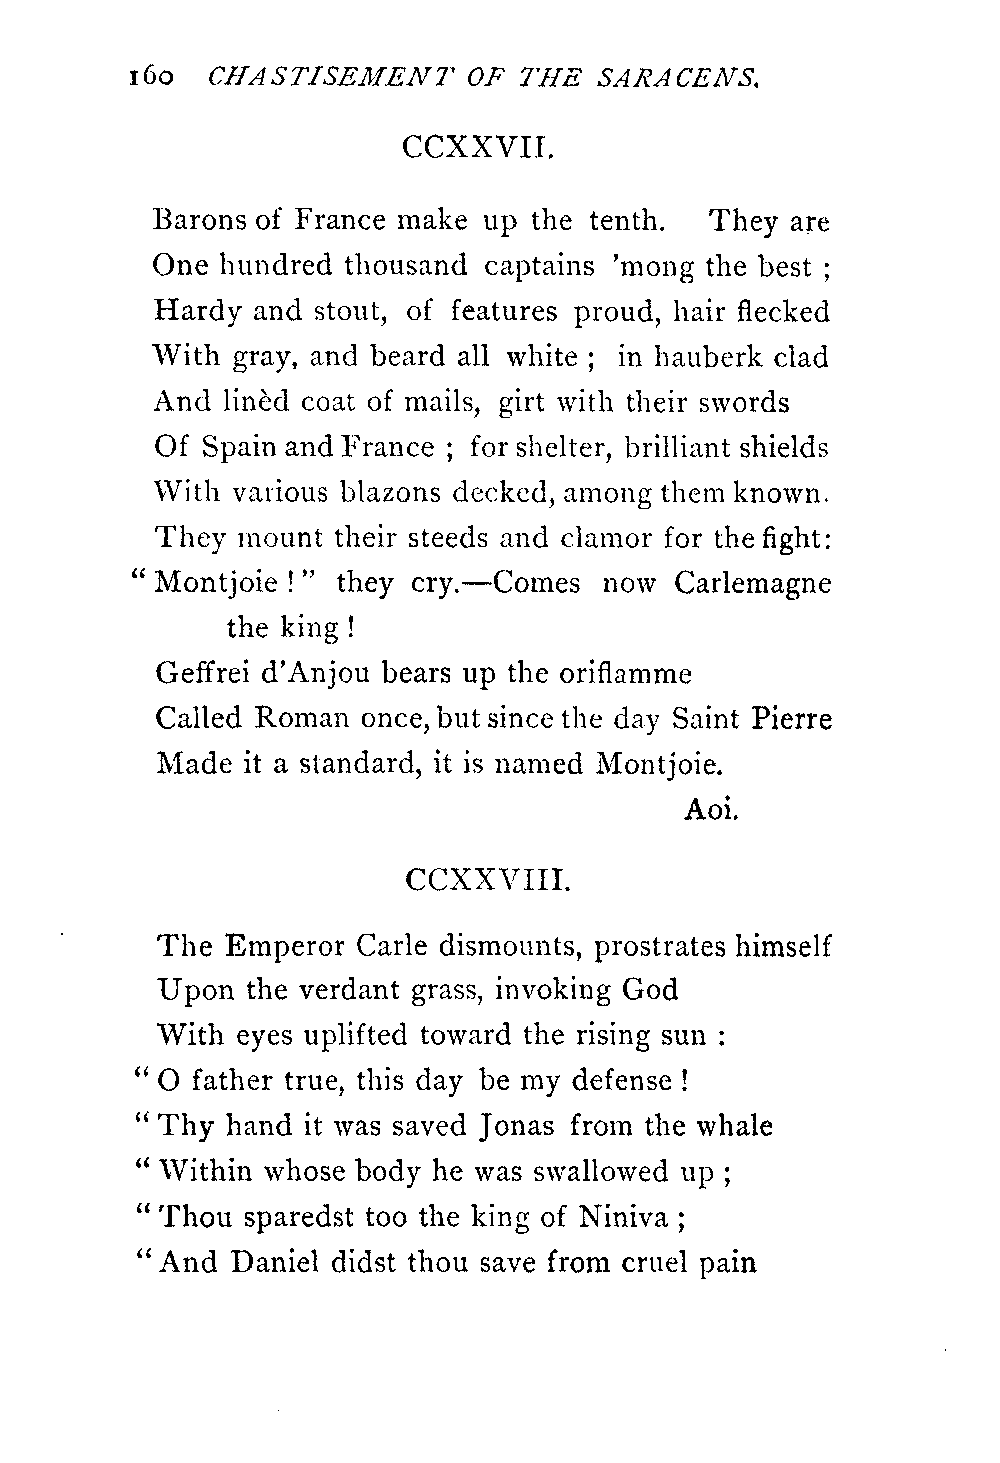 160 CHASTISEMENT OF THE SARACENS.
CCXXVII.
Barons of France make up the tenth. They are
One hundred thousand captains 'mong the best ;
Hardy and stout, of features proud, hair flecked
With gray, and beard all white ; in hauberk clad
And linèd coat of mails, girt with their swords
Of Spain and France ; for shelter, brilliant shields
With various blazons decked, among them known.
They mount their steeds and clamor for the fight:
“ Montjoie ! ” they cry.—Comes now Carlemagne
the king !
Geffrei d'Anjou bears up the oriflamme
Called Roman once, but since the day Saint Pierre
Made it a standard, it is named Montjoie.
Aoi.
CCXXVIII.
The Emperor Carle dismounts, prostrates himself
Upon the verdant grass, invoking God
With eyes uplifted toward the rising sun :
“ O father true, this day be my defense !
“ Thy hand it was saved Jonas from the whale
“ Within whose body he was swallowed up ;
“ Thou sparedst too the king of Niniva ;
“ And Daniel didst thou save from cruel pain